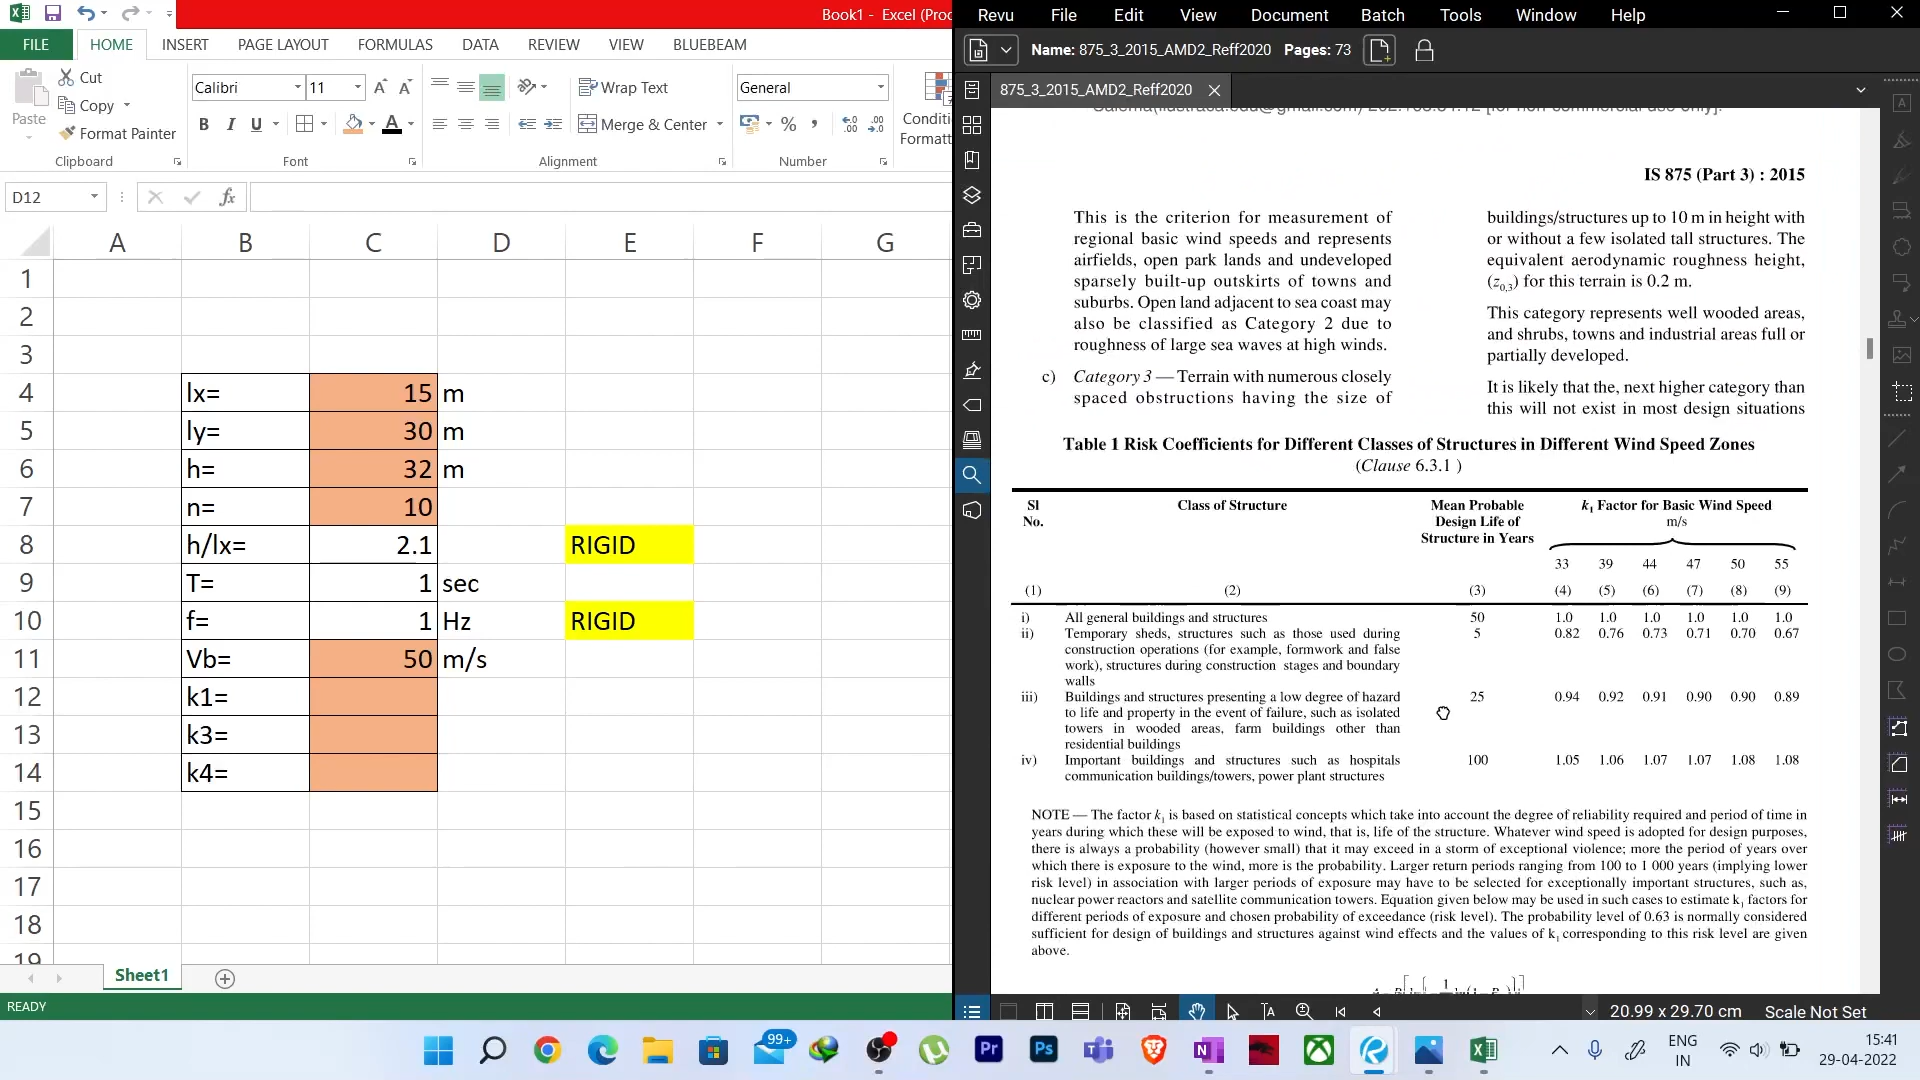 Book1 - Excel (Proc
FILE HOME INSERT PAGE LAYOUT FORMULAS DATA REVIEW VIEW BLUEBEAM
Paste
Cut
Copy
Format Painter
Clipboard
Calibri 11
B I U
Font
Wrap Text
Merge & Center
Alignment
General
Number
Conditi
Formatt
D12
A B C D E F G
1
2
3
4 lx= 15 m
5 ly= 30 m
6 h= 32 m
7 n= 10
8 h/lx= 2.1 RIGID
9 T= 1 sec
10 f= 1 Hz RIGID
11 Vb= 50 m/s
12 k1=
13 k3=
14 k4=
15
16
17
18
19
Sheet1
READY
Revu File Edit View Document Batch Tools Window Help
Name: 875_3_2015_AMD2_Reff2020 Pages: 73
875_3_2015_AMD2_Reff2020
IS 875 (Part 3) : 2015
This is the criterion for measurement of
regional basic wind speeds and represents
airfields, open park lands and undeveloped
sparsely built-up outskirts of towns and
suburbs. Open land adjacent to sea coast may
also be classified as Category 2 due to
roughness of large sea waves at high winds.
c) Category 3 — Terrain with numerous closely
spaced obstructions having the size of
buildings/structures up to 10 m in height with
or without a few isolated tall structures. The
equivalent aerodynamic roughness height,
(z0,3) for this terrain is 0.2 m.
This category represents well wooded areas,
and shrubs, towns and industrial areas full or
partially developed.
It is likely that the, next higher category than
this will not exist in most design situations
Table 1 Risk Coefficients for Different Classes of Structures in Different Wind Speed Zones
(Clause 6.3.1 )
Sl No. Class of Structure Mean Probable Design Life of Structure in Years k1 Factor for Basic Wind Speed m/s
33 39 44 47 50 55
(1) (2) (3) (4) (5) (6) (7) (8) (9)
i) All general buildings and structures 50 1.0 1.0 1.0 1.0 1.0 1.0
ii) Temporary sheds, structures such as those used during 5 0.82 0.76 0.73 0.71 0.70 0.67
construction operations (for example, formwork and false
work), structures during construction stages and boundary
walls
iii) Buildings and structures presenting a low degree of hazard 25 0.94 0.92 0.91 0.90 0.90 0.89
to life and property in the event of failure, such as isolated
towers in wooded areas, farm buildings other than
residential buildings
iv) Important buildings and structures such as hospitals 100 1.05 1.06 1.07 1.07 1.08 1.08
communication buildings/towers, power plant structures
NOTE — The factor k1 is based on statistical concepts which take into account the degree of reliability required and period of time in
years during which these will be exposed to wind, that is, life of the structure. Whatever wind speed is adopted for design purposes,
there is always a probability (however small) that it may exceed in a storm of exceptional violence; more the period of years over
which there is exposure to the wind, more is the probability. Larger return periods ranging from 100 to 1 000 years (implying lower
risk level) in association with larger periods of exposure may have to be selected for exceptionally important structures, such as,
nuclear power reactors and satellite communication towers. Equation given below may be used in such cases to estimate k1 factors for
different periods of exposure and chosen probability of exceedance (risk level). The probability level of 0.63 is normally considered
sufficient for design of buildings and structures against wind effects and the values of k1 corresponding to this risk level are given
above.
20.99 x 29.70 cm Scale Not Set
99+
ENG
IN
15:41
29-04-2022